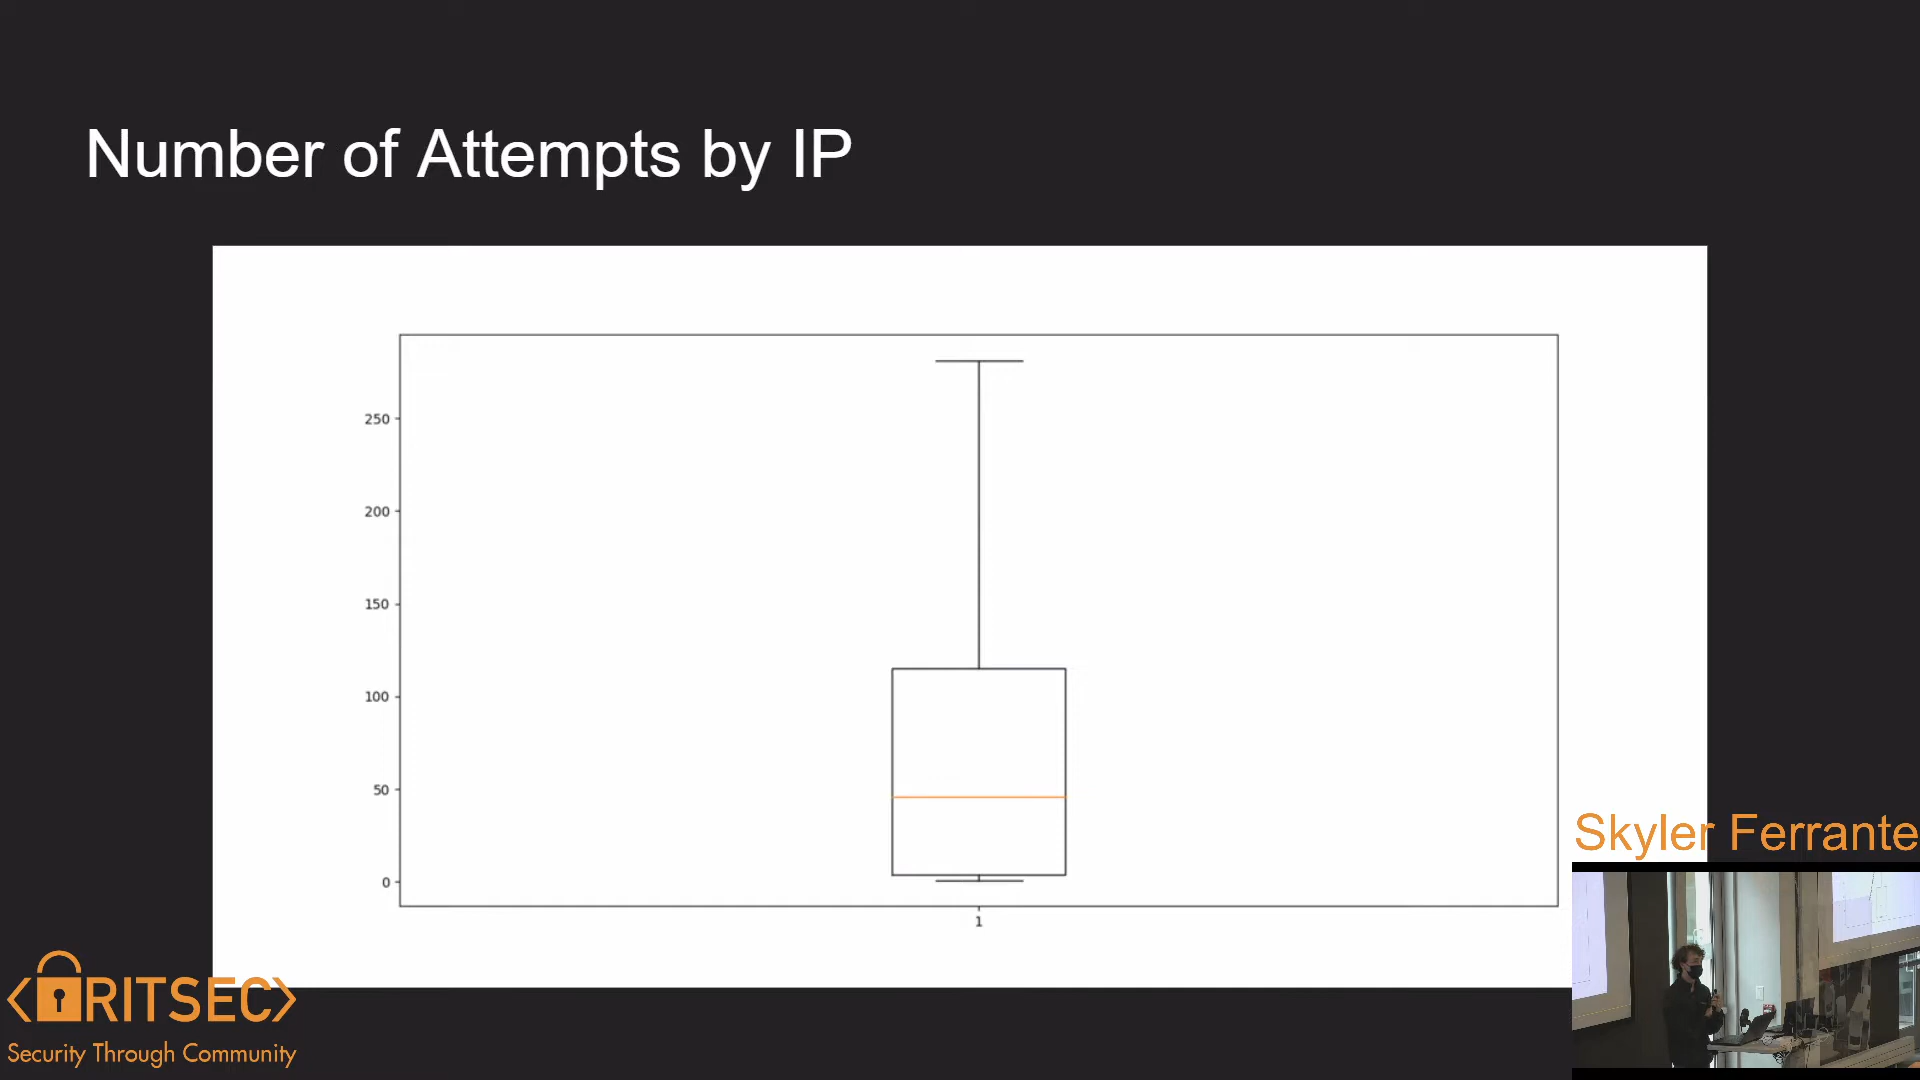 Number of Attempts by IP
250
200
150
100
50
0
1
Skyler Ferrante
RITSEC
Security Through Community